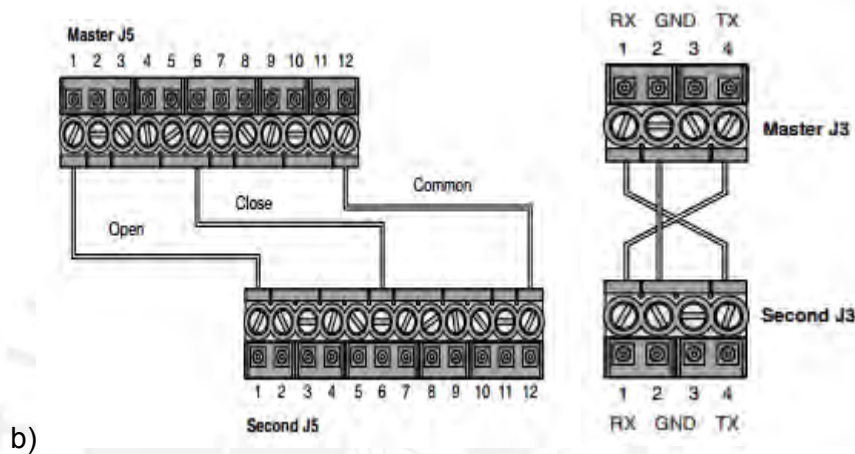 Master J5
1 2 3 4 5 6 7 8 9 10 11 12
Open
Close
Common
1 2 3 4 5 6 7 8 9 10 11 12
Second J5
RX GND TX
1 2 3 4
Master J3
Second J3
1 2 3 4
RX GND TX
b)